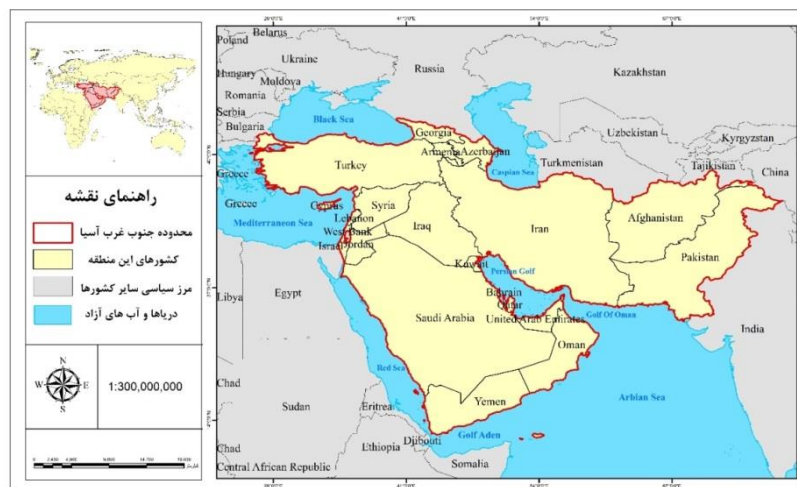 راهنمای نقشه
محدوده جنوب غرب آسیا
کشورهای این منطقه
مرز سیاسی سایر کشورها
دریاها و آب های آزاد
N
W
E
S
1:300,000,000
Belarus
Poland
Ukraine
Russia
Kazakhstan
Hungary
Moldova
Romania
Serbia
Bulgaria
Black Sea
Georgia
Armenia
Azerbaijan
Caspian Sea
Uzbekistan
Kyrgyzstan
Turkmenistan
Tajikistan
China
Greece
Turkey
Greece
Cyprus
Syria
Mediterranean Sea
Lebanon
West Bank
Israel
Jordan
Iraq
Iran
Afghanistan
Pakistan
Kuwait
Persian Golf
Libya
Egypt
Bahrain
Qatar
Saudi Arabia
United Arab Emirates
Golf Of Oman
India
Oman
Red Sea
Chad
Sudan
Eritrea
Yemen
Arbian Sea
Golf Aden
Djibouti
Chad
Ethiopia
Somalia
Central African Republic